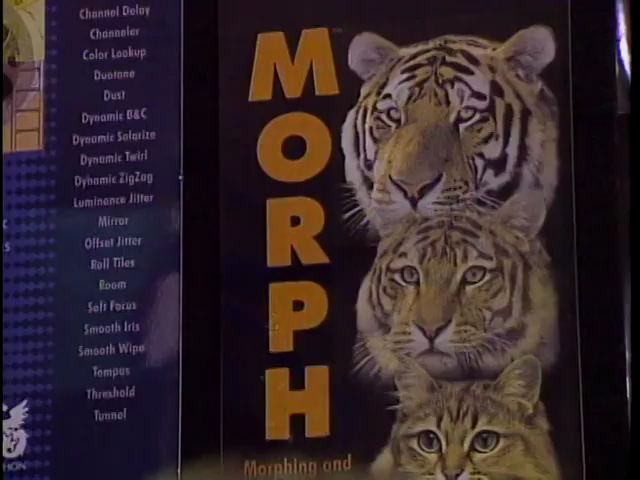 Channel Delay
Channeler
Color Lookup
Duotone
Dust
Dynamic B&C
Dynamic Solarize
Dynamic Twirl
Dynamic ZigZag
Luminance Jitter
Mirror
Offset Jitter
Roll Tiles
Room
Soft Focus
Smooth Iris
Smooth Wipe
Tempus
Threshold
Tunnel
MORPH
Morphing and